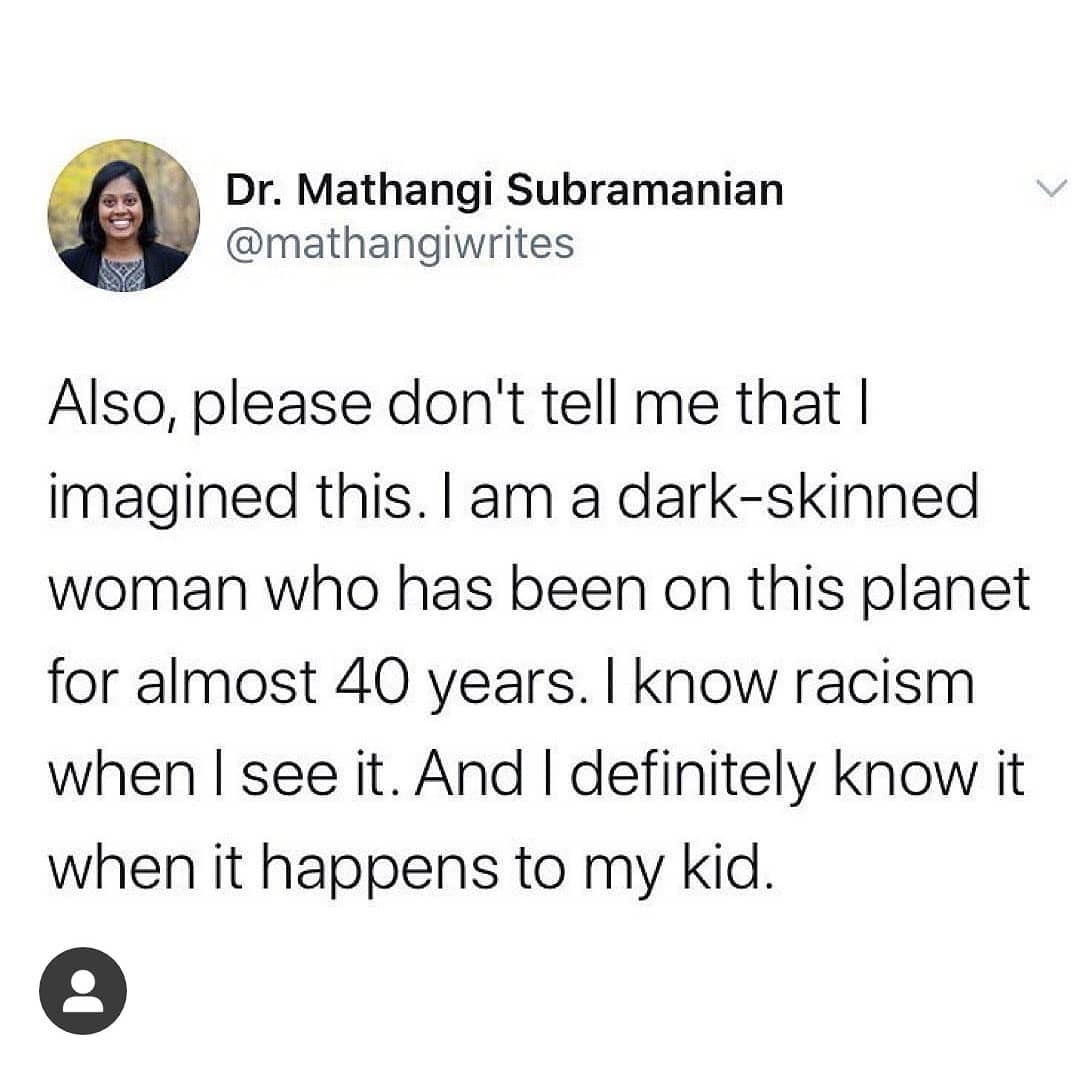 Dr. Mathangi Subramanian
@mathangiwrites
Also, please don't tell me that I
imagined this. I am a dark-skinned
woman who has been on this planet
for almost 40 years. I know racism
when I see it. And I definitely know it
when it happens to my kid.